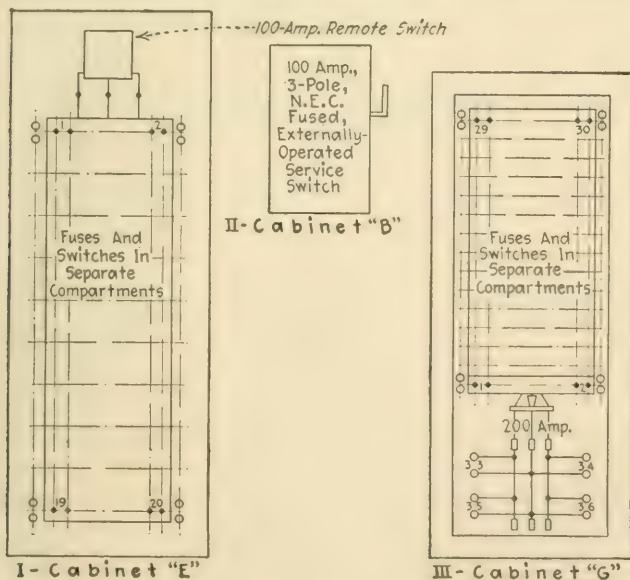 100-Amp. Remote Switch
1 2
Fuses And
Switches In
Separate
Compartments
19 20
I-Cabinet "E"
100 Amp.,
3-Pole,
N.E.C.
Fused,
Externally-
Operated
Service
Switch
II-Cabinet "B"
29 30
Fuses And
Switches In
Separate
Compartments
1 2
200 Amp.
33 34
35 36
III-Cabinet "G"